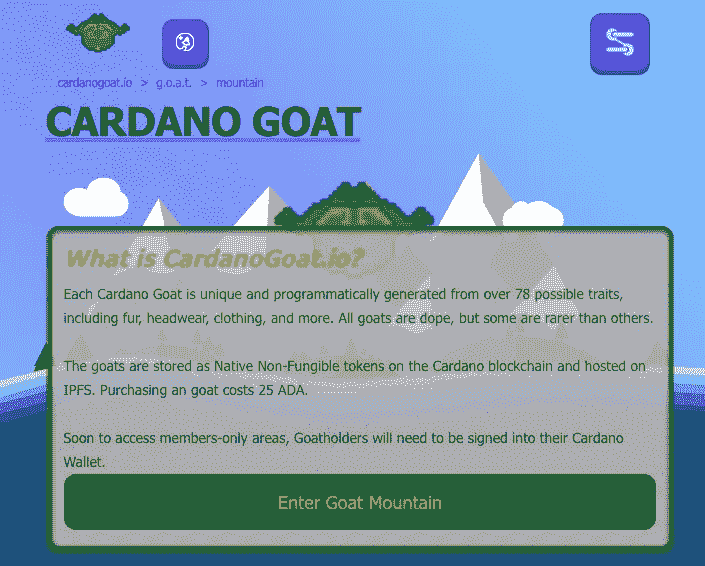 cardanogoat.io > g.o.a.t. > mountain
CARDANO GOAT
What is CardanoGoat.io?
Each Cardano Goat is unique and programmatically generated from over 78 possible traits,
including fur, headwear, clothing, and more. All goats are dope, but some are rarer than others.
The goats are stored as Native Non-Fungible tokens on the Cardano blockchain and hosted on
IPFS. Purchasing an goat costs 25 ADA.
Soon to access members-only areas, Goatholders will need to be signed into their Cardano
Wallet.
Enter Goat Mountain